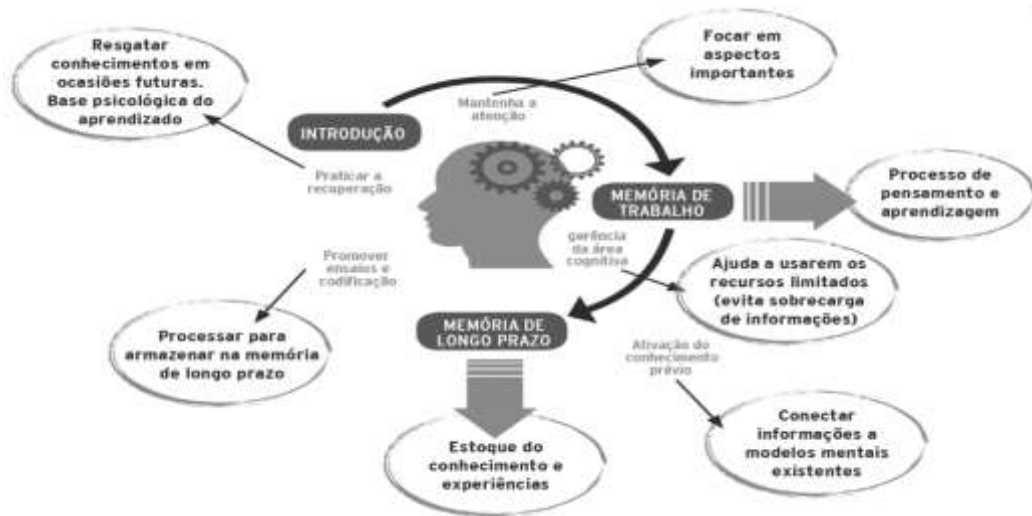 Resgatar
conhecimentos em
ocasiões futuras.
Base psicológica do
aprendizado
Focar em
aspectos
importantes
Mantenha a
atenção
INTRODUÇÃO
Praticar a
recuperação
MEMÓRIA DE
TRABALHO
Processo de
pensamento e
aprendizagem
gerência
da área
cognitiva
Promover
ensaios e
codificação
Ajuda a usarem os
recursos limitados
(evita sobrecarga
de informações)
MEMÓRIA DE
LONGO PRAZO
Processar para
armazenar na memória
de longo prazo
Ativação do
conhecimento
prévio
Estoque do
conhecimento e
experiências
Conectar
informações a
modelos mentais
existentes